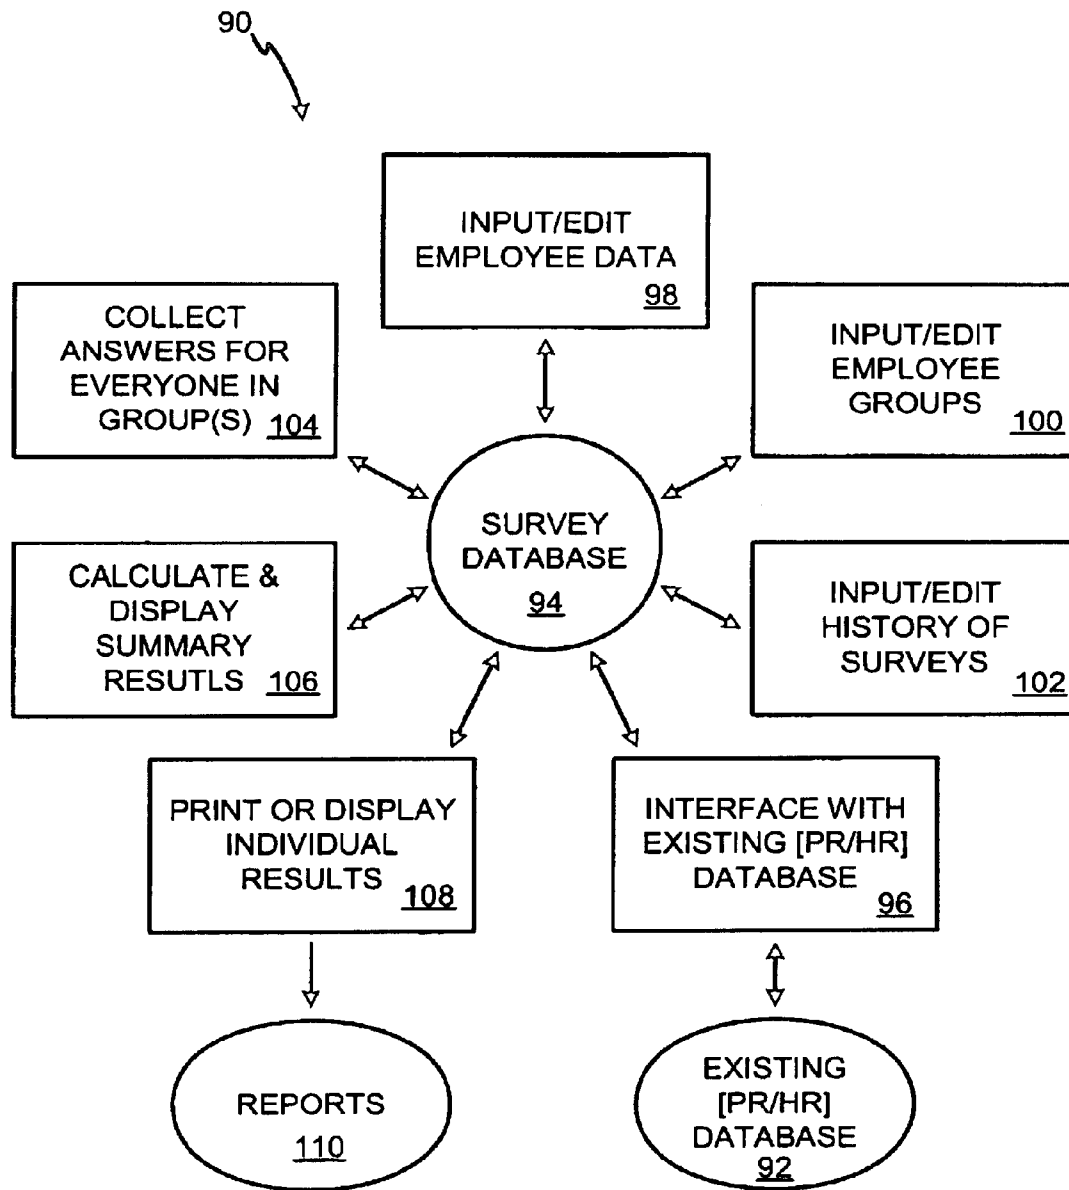 90
INPUT/EDIT
EMPLOYEE DATA
98
COLLECT
ANSWERS FOR
EVERYONE IN
GROUP(S) 104
INPUT/EDIT
EMPLOYEE
GROUPS 100
SURVEY
DATABASE
94
CALCULATE &
DISPLAY
SUMMARY
RESUTLS 106
INPUT/EDIT
HISTORY OF
SURVEYS 102
PRINT OR DISPLAY
INDIVIDUAL
RESULTS 108
INTERFACE WITH
EXISTING [PR/HR]
DATABASE
96
REPORTS
110
EXISTING
[PR/HR]
DATABASE
92